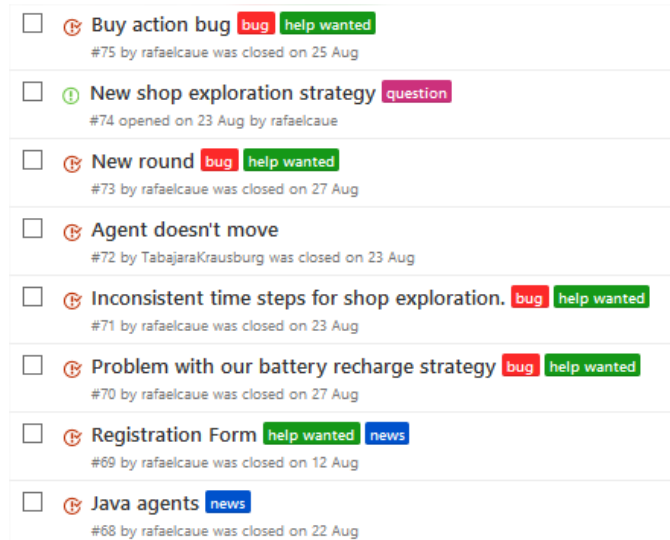 Buy action bug bug help wanted
#75 by rafaelcaue was closed on 25 Aug
New shop exploration strategy question
#74 opened on 23 Aug by rafaelcaue
New round bug help wanted
#73 by rafaelcaue was closed on 27 Aug
Agent doesn't move
#72 by TabajaraKrausburg was closed on 23 Aug
Inconsistent time steps for shop exploration. bug help wanted
#71 by rafaelcaue was closed on 23 Aug
Problem with our battery recharge strategy bug help wanted
#70 by rafaelcaue was closed on 27 Aug
Registration Form help wanted news
#69 by rafaelcaue was closed on 12 Aug
Java agents news
#68 by rafaelcaue was closed on 22 Aug